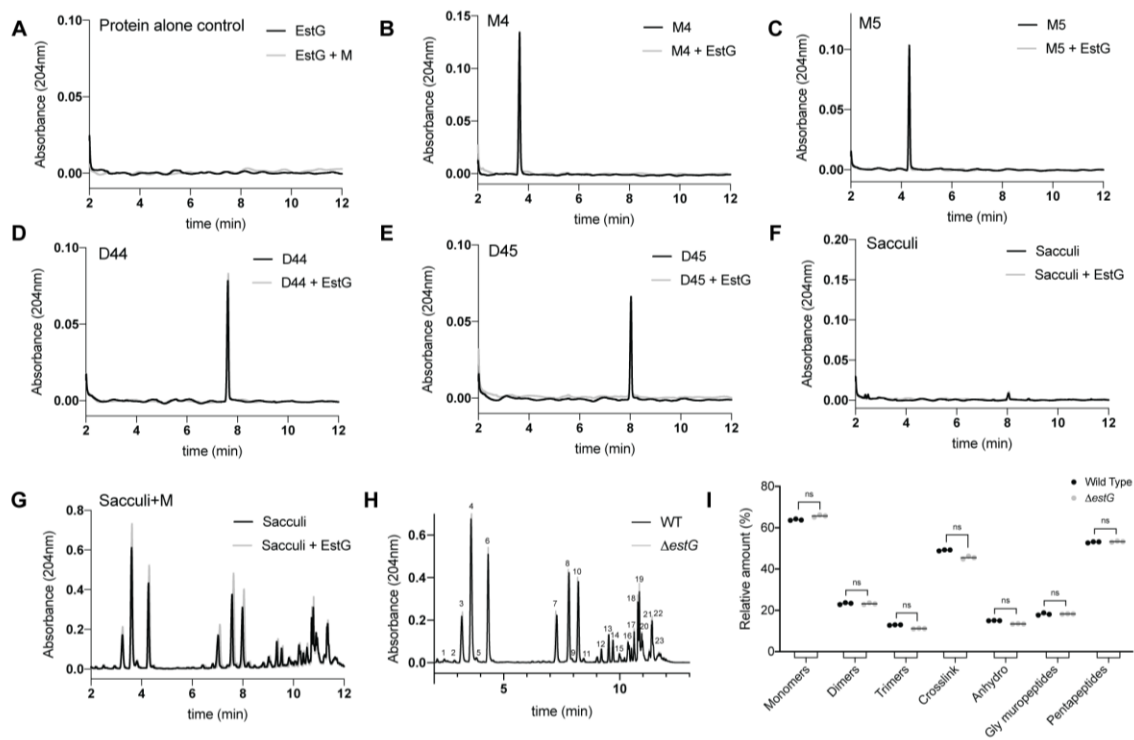 A
Protein alone control
EstG
EstG + M
0.10
0.05
0.00
Absorbance (204nm)
2 4 6 8 10 12
time (min)
B
M4
M4
M4 + EstG
0.15
0.10
0.05
0.00
Absorbance (204nm)
2 4 6 8 10 12
time (min)
C
M5
M5
M5 + EstG
0.10
0.05
0.00
Absorbance (204nm)
2 4 6 8 10 12
time (min)
D
D44
D44
D44 + EstG
0.10
0.05
0.00
Absorbance (204nm)
2 4 6 8 10 12
time (min)
E
D45
D45
D45 + EstG
0.10
0.05
0.00
Absorbance (204nm)
2 4 6 8 10 12
time (min)
F
Sacculi
Sacculi
Sacculi + EstG
0.20
0.15
0.10
0.05
0.00
Absorbance (204nm)
2 4 6 8 10 12
time (min)
G
Sacculi+M
Sacculi
Sacculi + EstG
0.8
0.6
0.4
0.2
0.0
Absorbance (204nm)
2 4 6 8 10 12
time (min)
H
WT
ΔestG
0.6
0.4
0.2
0.0
Absorbance (204nm)
1 2 3 4 5 6 7 8 9 10 11 12 13 14 15 16 17 18 19 20 21 22 23
5 10
time (min)
I
Wild Type
ΔestG
80
60
40
20
0
Relative amount (%)
ns ns ns ns ns ns ns
Monomers
Dimers
Trimers
Crosslink
Anhydro
Gly muropeptides
Pentapeptides